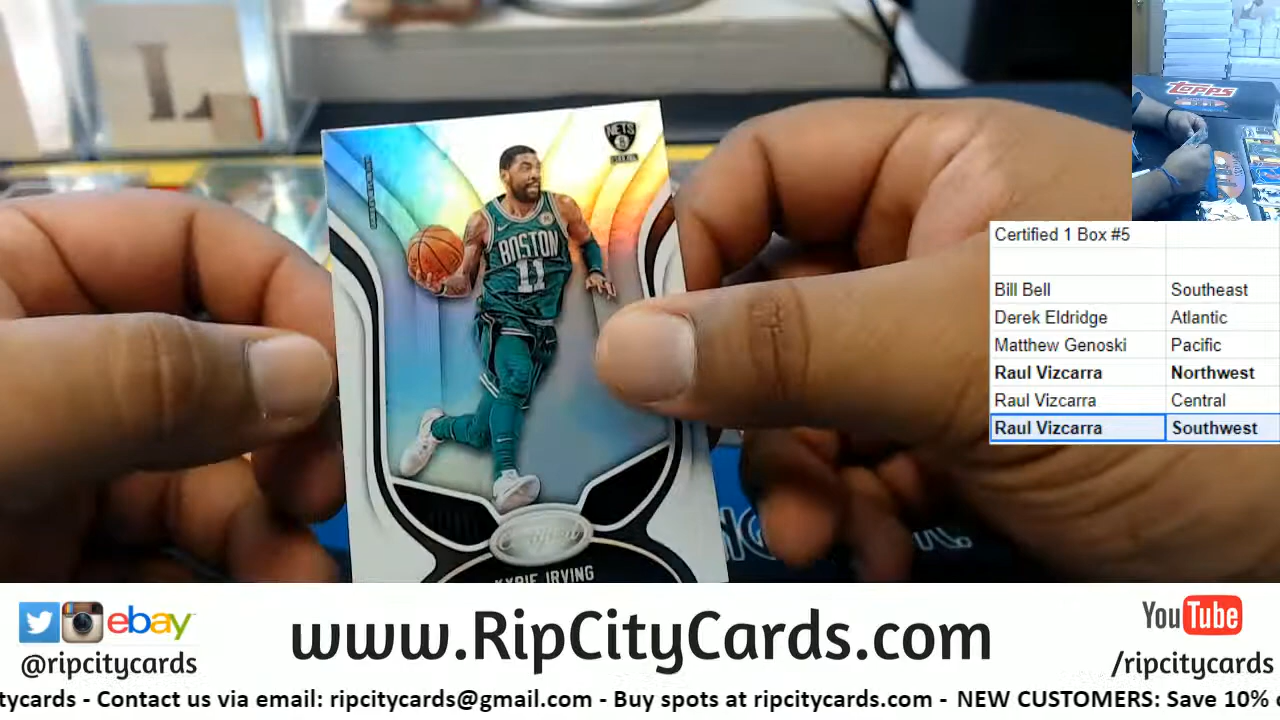 L
NETS
B
BOSTON
11
Certified
KYRIE IRVING
Topps
Certified 1 Box #5
Bill Bell Southeast
Derek Eldridge Atlantic
Matthew Genoski Pacific
Raul Vizcarra Northwest
Raul Vizcarra Central
Raul Vizcarra Southwest
ebay
@ripcitycards
www.RipCityCards.com
YouTube
/ripcitycards
tycards - Contact us via email: ripcitycards@gmail.com - Buy spots at ripcitycards.com - NEW CUSTOMERS: Save 10%